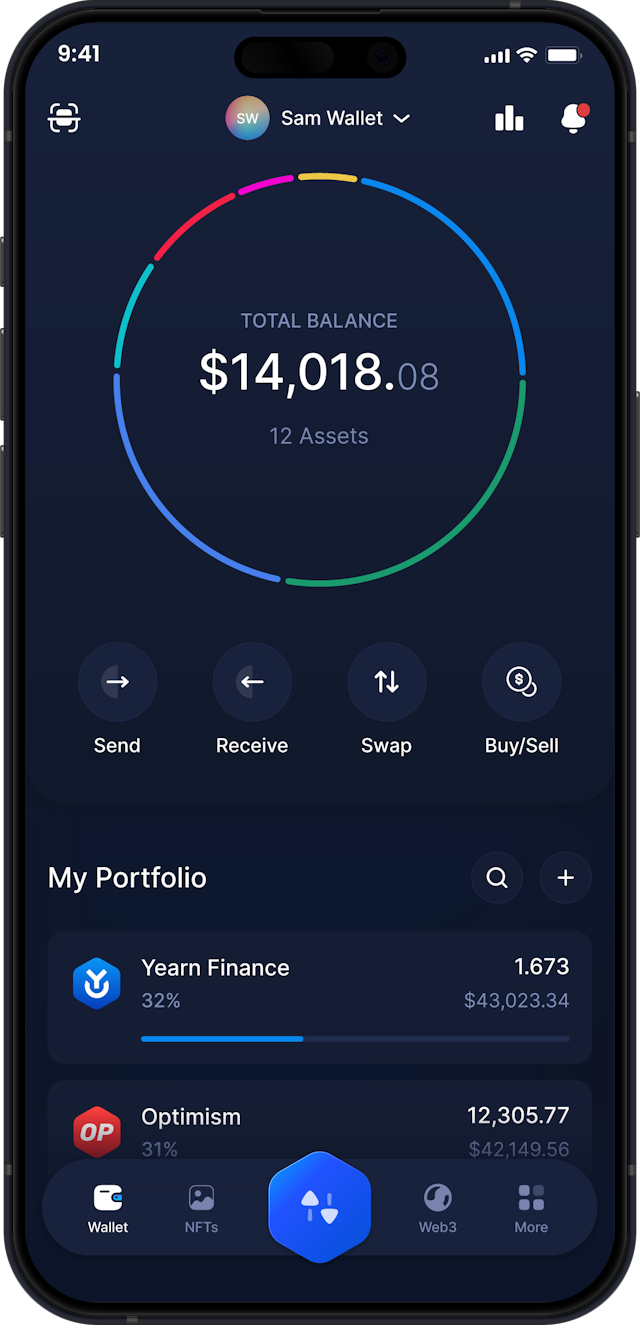 9:41
SW Sam Wallet
TOTAL BALANCE
$14,018.08
12 Assets
Send Receive Swap Buy/Sell
My Portfolio
Yearn Finance 1.673
32% $43,023.34
OP Optimism 12,305.77
31% $42,149.56
Wallet NFTs Web3 More